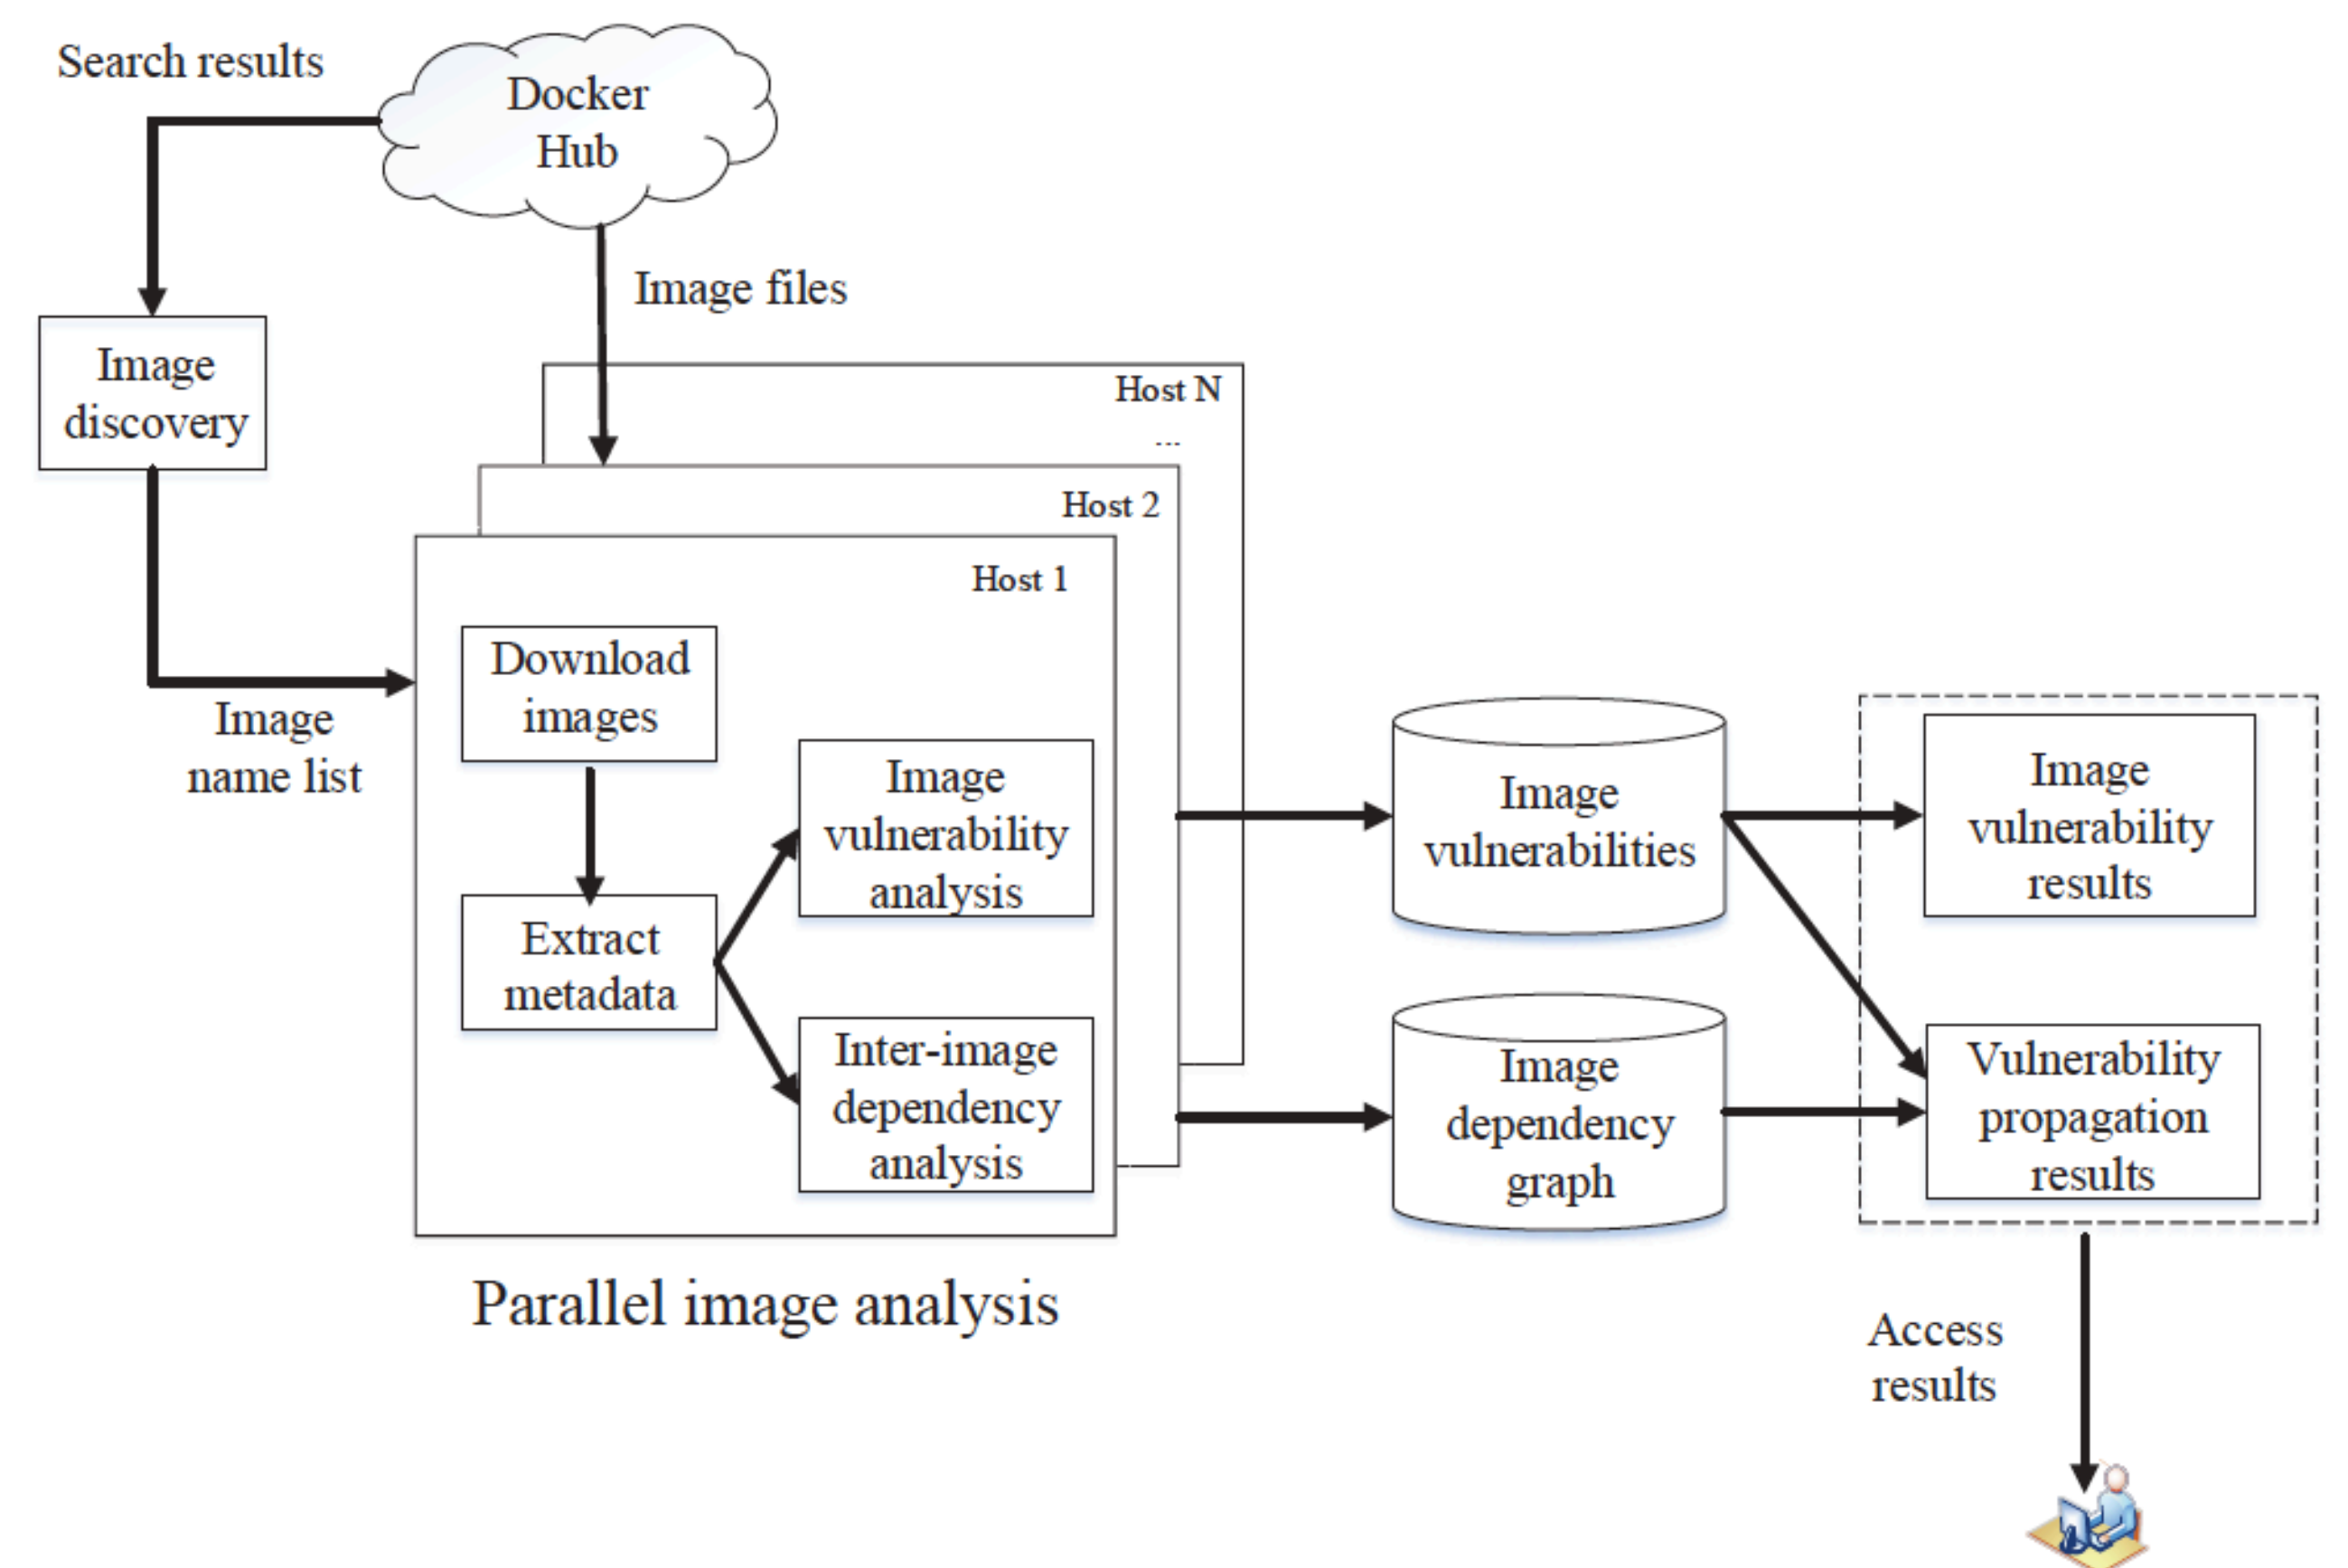 Search results
Docker
Hub
Image files
Image
discovery
Host N
...
Host 2
Host 1
Image
name list
Download
images
Extract
metadata
Image
vulnerability
analysis
Inter-image
dependency
analysis
Parallel image analysis
Image
vulnerabilities
Image
dependency
graph
Image
vulnerability
results
Vulnerability
propagation
results
Access
results